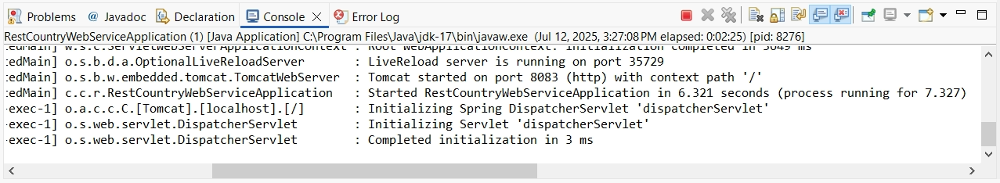 Problems @ Javadoc Declaration Console Error Log
RestCountryWebServiceApplication (1) [Java Application] C:\Program Files\Java\jdk-17\bin\javaw.exe (Jul 12, 2025, 3:27:08 PM elapsed: 0:02:25) [pid: 8276]
tedMain] w.s.c.ServletWebServerApplicationContext : Root WebApplicationContext: initialization completed in 3049 ms
tedMain] o.s.b.d.a.OptionalLiveReloadServer : LiveReload server is running on port 35729
tedMain] o.s.b.w.embedded.tomcat.TomcatWebServer : Tomcat started on port 8083 (http) with context path '/'
tedMain] c.c.r.RestCountryWebServiceApplication : Started RestCountryWebServiceApplication in 6.321 seconds (process running for 7.327)
-exec-1] o.a.c.c.C.[Tomcat].[localhost].[/] : Initializing Spring DispatcherServlet 'dispatcherServlet'
-exec-1] o.s.web.servlet.DispatcherServlet : Initializing Servlet 'dispatcherServlet'
-exec-1] o.s.web.servlet.DispatcherServlet : Completed initialization in 3 ms